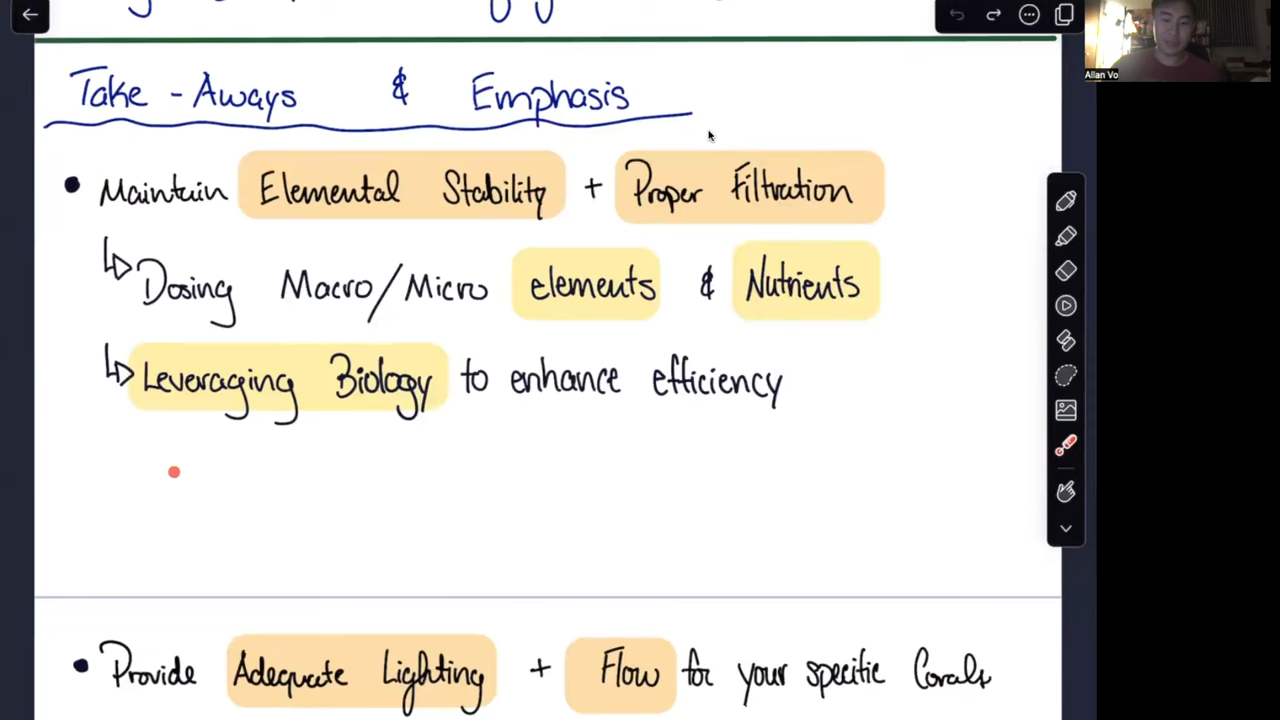 Allan Vo
Take-Aways & Emphasis
• Maintain Elemental Stability + Proper Filtration
↳ Dosing Macro/Micro elements & Nutrients
↳ Leveraging Biology to enhance efficiency
• Provide Adequate Lighting + Flow for your specific Corals